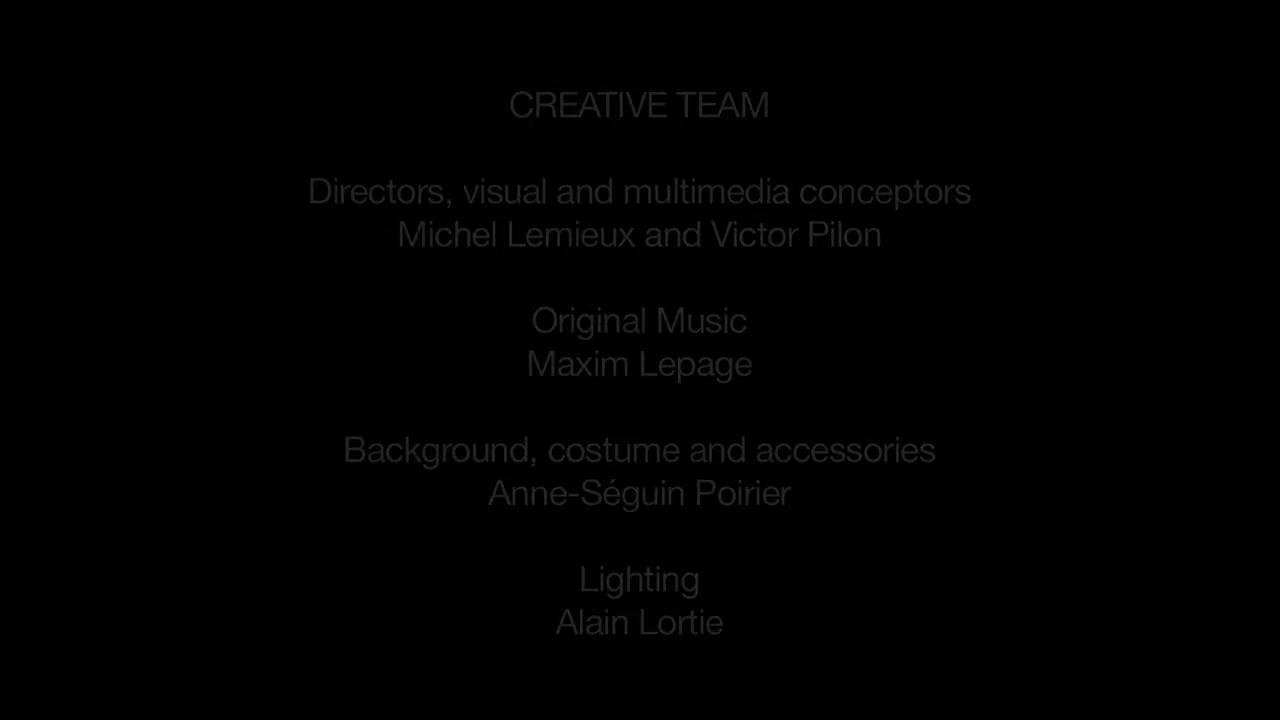 CREATIVE TEAM
Directors, visual and multimedia conceptors
Michel Lemieux and Victor Pilon
Original Music
Maxim Lepage
Background, costume and accessories
Anne-Séguin Poirier
Lighting
Alain Lortie